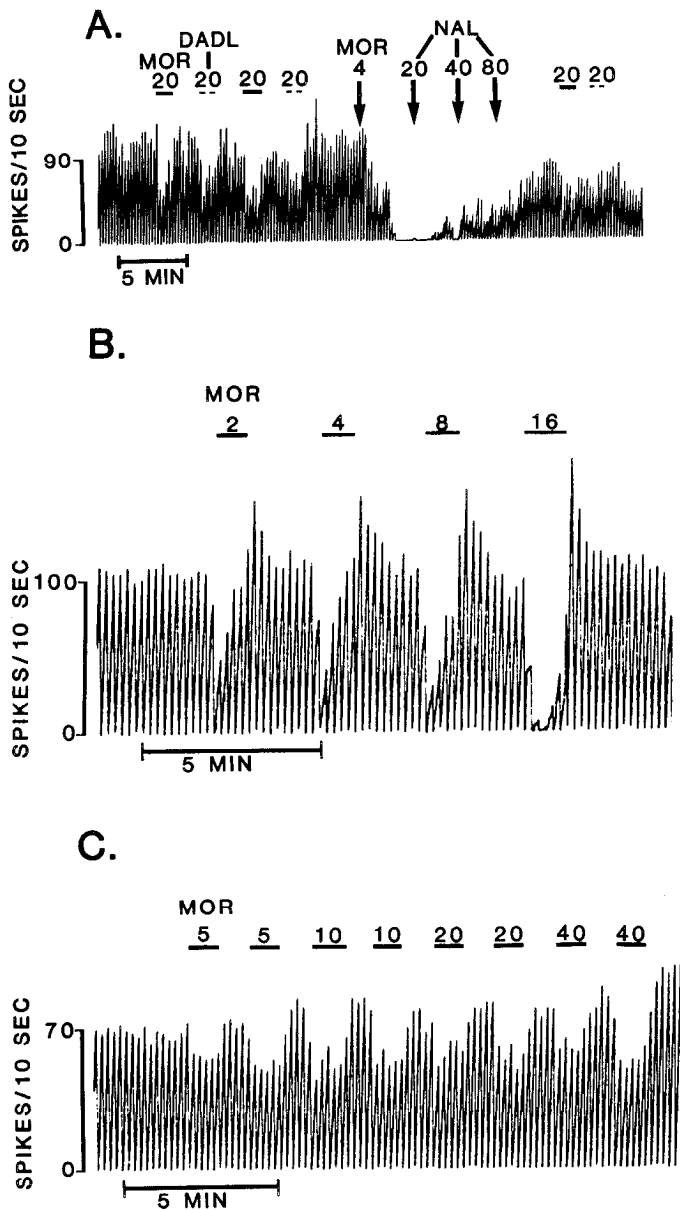 A.
DADL NAL
MOR MOR
20 20 20 20 4 20 40 80 20 20
SPIKES/10 SEC
90
0
5 MIN
B.
MOR
2 4 8 16
SPIKES/10 SEC
100
0
5 MIN
C.
MOR
5 5 10 10 20 20 40 40
SPIKES/10 SEC
70
0
5 MIN